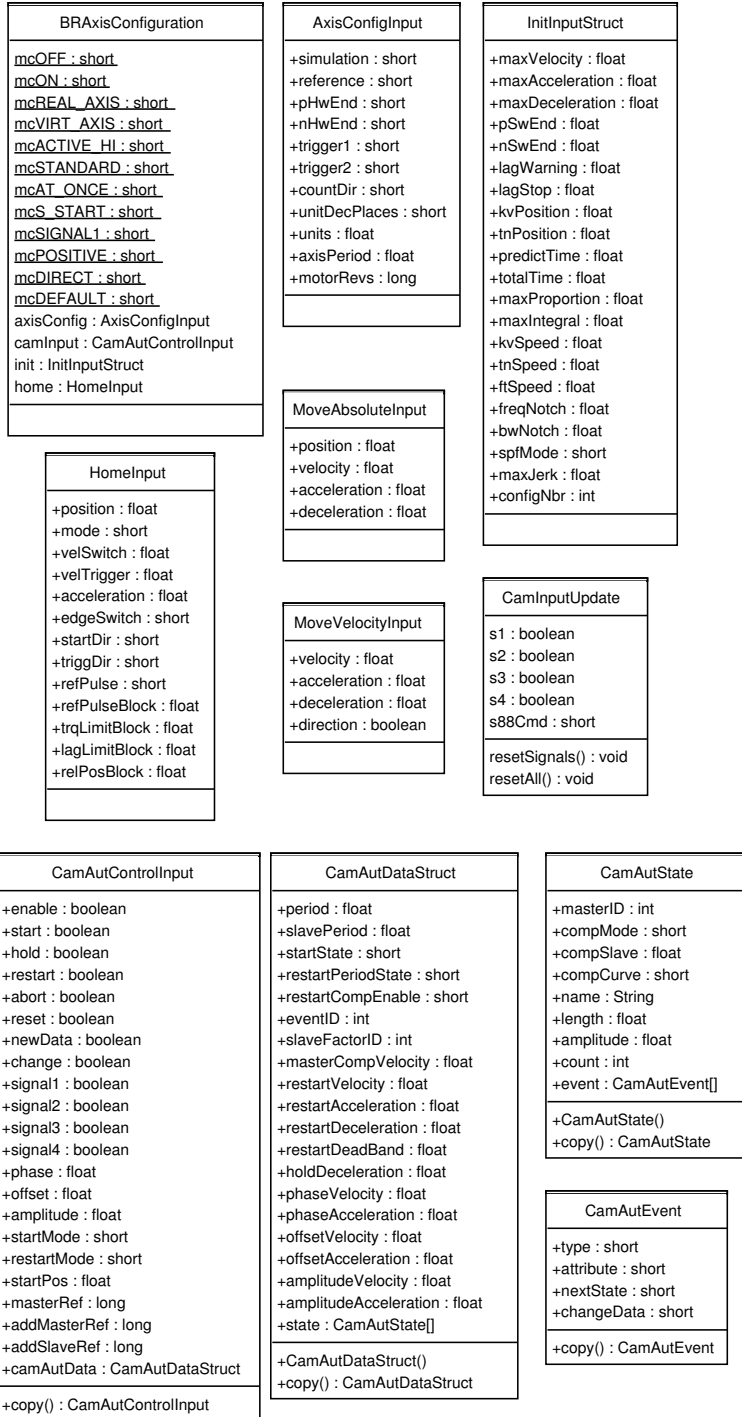 BRAxisConfiguration
mcOFF : short
mcON : short
mcREAL_AXIS : short
mcVIRT_AXIS : short
mcACTIVE_HI : short
mcSTANDARD : short
mcAT_ONCE : short
mcS_START : short
mcSIGNAL1 : short
mcPOSITIVE : short
mcDIRECT : short
mcDEFAULT : short
axisConfig : AxisConfigInput
camInput : CamAutControlInput
init : InitInputStruct
home : HomeInput
AxisConfigInput
+simulation : short
+reference : short
+pHwEnd : short
+nHwEnd : short
+trigger1 : short
+trigger2 : short
+countDir : short
+unitDecPlaces : short
+units : float
+axisPeriod : float
+motorRevs : long
InitInputStruct
+maxVelocity : float
+maxAcceleration : float
+maxDeceleration : float
+pSwEnd : float
+nSwEnd : float
+lagWarning : float
+lagStop : float
+kvPosition : float
+tnPosition : float
+predictTime : float
+totalTime : float
+maxProportion : float
+maxIntegral : float
+kvSpeed : float
+tnSpeed : float
+ftSpeed : float
+freqNotch : float
+bwNotch : float
+spfMode : short
+maxJerk : float
+configNbr : int
HomeInput
+position : float
+mode : short
+velSwitch : float
+velTrigger : float
+acceleration : float
+edgeSwitch : short
+startDir : short
+triggDir : short
+refPulse : short
+refPulseBlock : float
+trqLimitBlock : float
+lagLimitBlock : float
+relPosBlock : float
MoveAbsoluteInput
+position : float
+velocity : float
+acceleration : float
+deceleration : float
MoveVelocityInput
+velocity : float
+acceleration : float
+deceleration : float
+direction : boolean
CamInputUpdate
s1 : boolean
s2 : boolean
s3 : boolean
s4 : boolean
s88Cmd : short
resetSignals() : void
resetAll() : void
CamAutControlInput
+enable : boolean
+start : boolean
+hold : boolean
+restart : boolean
+abort : boolean
+reset : boolean
+newData : boolean
+change : boolean
+signal1 : boolean
+signal2 : boolean
+signal3 : boolean
+signal4 : boolean
+phase : float
+offset : float
+amplitude : float
+startMode : short
+restartMode : short
+startPos : float
+masterRef : long
+addMasterRef : long
+addSlaveRef : long
+camAutData : CamAutDataStruct
+copy() : CamAutControlInput
CamAutDataStruct
+period : float
+slavePeriod : float
+startState : short
+restartPeriodState : short
+restartCompEnable : short
+eventID : int
+slaveFactorID : int
+masterCompVelocity : float
+restartVelocity : float
+restartAcceleration : float
+restartDeceleration : float
+restartDeadBand : float
+holdDeceleration : float
+phaseVelocity : float
+phaseAcceleration : float
+offsetVelocity : float
+offsetAcceleration : float
+amplitudeVelocity : float
+amplitudeAcceleration : float
+state : CamAutState[]
+CamAutDataStruct()
+copy() : CamAutDataStruct
CamAutState
+masterID : int
+compMode : short
+compSlave : float
+compCurve : short
+name : String
+length : float
+amplitude : float
+count : int
+event : CamAutEvent[]
+CamAutState()
+copy() : CamAutState
CamAutEvent
+type : short
+attribute : short
+nextState : short
+changeData : short
+copy() : CamAutEvent